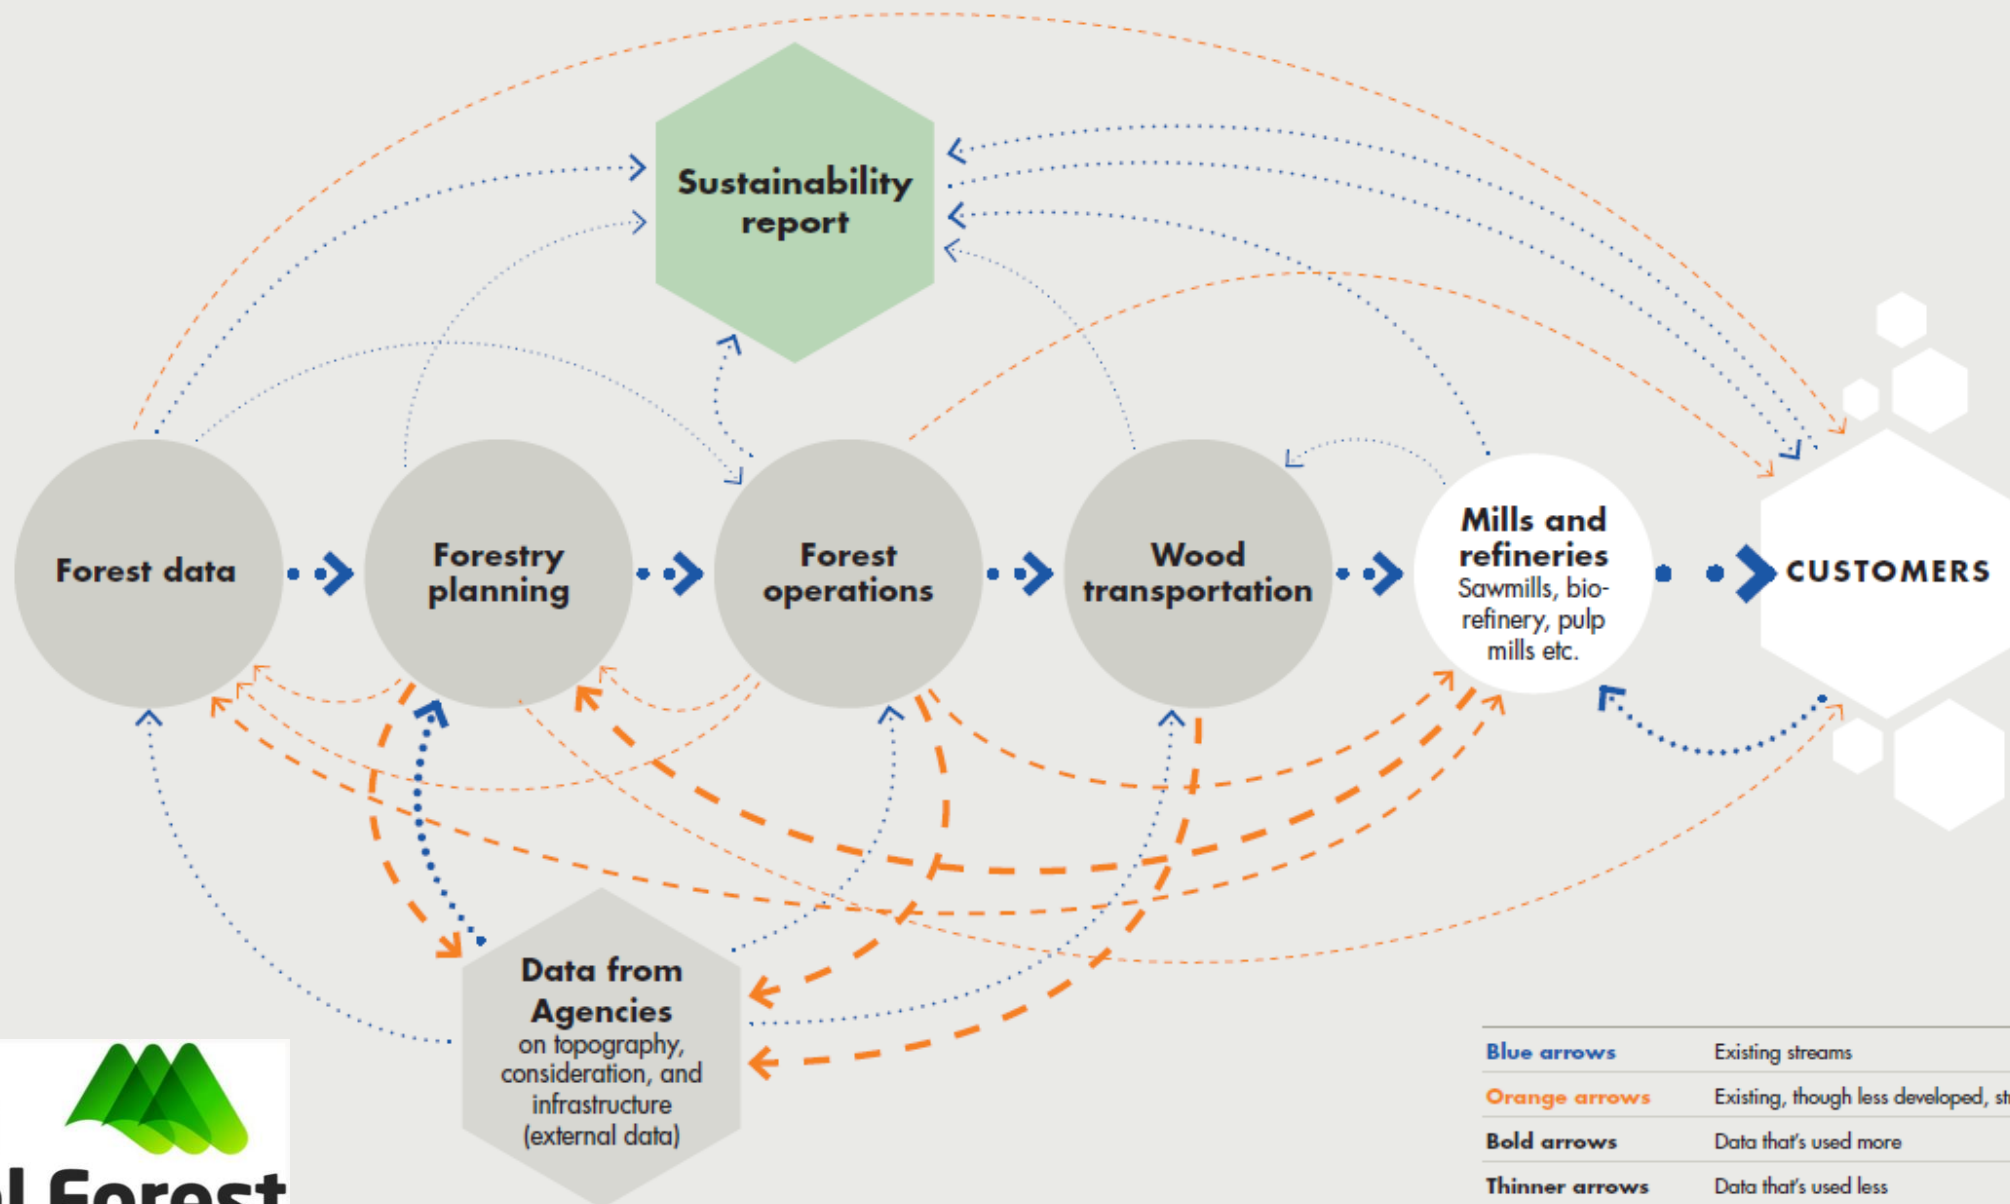 Sustainability
report
Forest data
Forestry
planning
Forest
operations
Wood
transportation
Mills and
refineries
Sawmills, bio-
refinery, pulp
mills etc.
CUSTOMERS
Data from
Agencies
on topography,
consideration, and
infrastructure
(external data)
Blue arrows Existing streams
Orange arrows Existing, though less developed,
Bold arrows Data that's used more
Thinner arrows Data that's used less
Forest